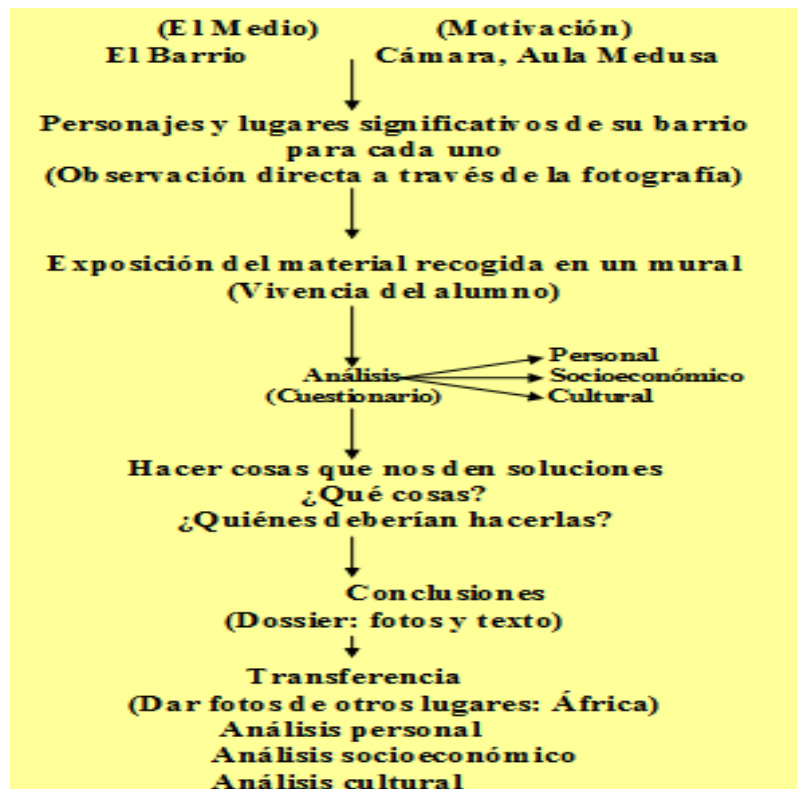 (El Medio) (Motivación)
El Barrio Cámara, Aula Medusa
Personajes y lugares significativos de su barrio
para cada uno
(Observación directa a través de la fotografía)
Exposición del material recogida en un mural
(Vivencia del alumno)
Análisis
(Cuestionario)
Personal
Socioeconómico
Cultural
Hacer cosas que nos den soluciones
¿Qué cosas?
¿Quiénes deberían hacerlas?
Conclusiones
(Dossier: fotos y texto)
Transferencia
(Dar fotos de otros lugares: África)
Análisis personal
Análisis socioeconómico
Análisis cultural